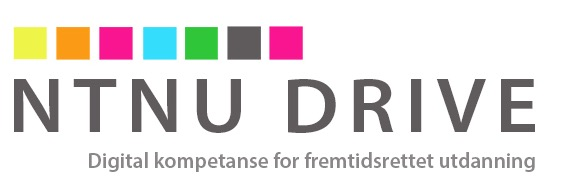 NTNU DRIVE
Digital kompetanse for fremtidsrettet utdanning